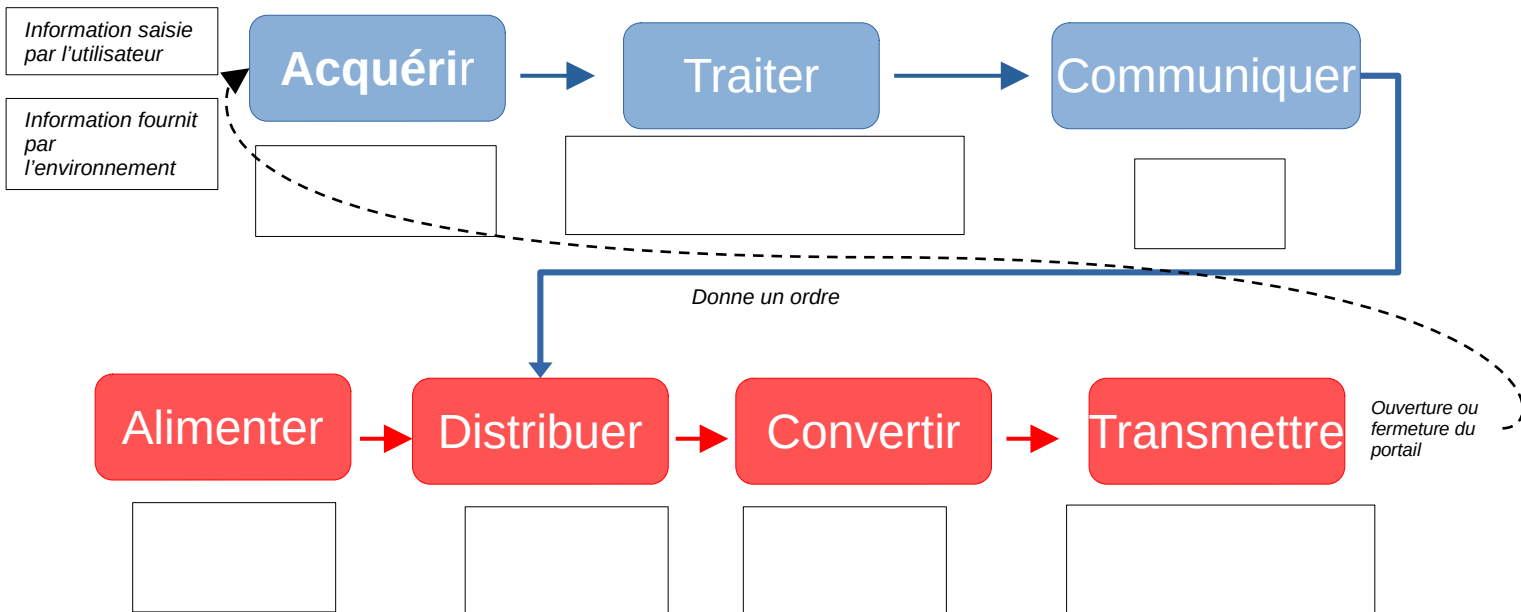 Information saisie
par l’utilisateur
Acquérir
Traiter
Communiquer
Information fournit
par
l’environnement
Donne un ordre
Alimenter
Distribuer
Convertir
Transmettre
Ouverture ou
fermeture du
portail